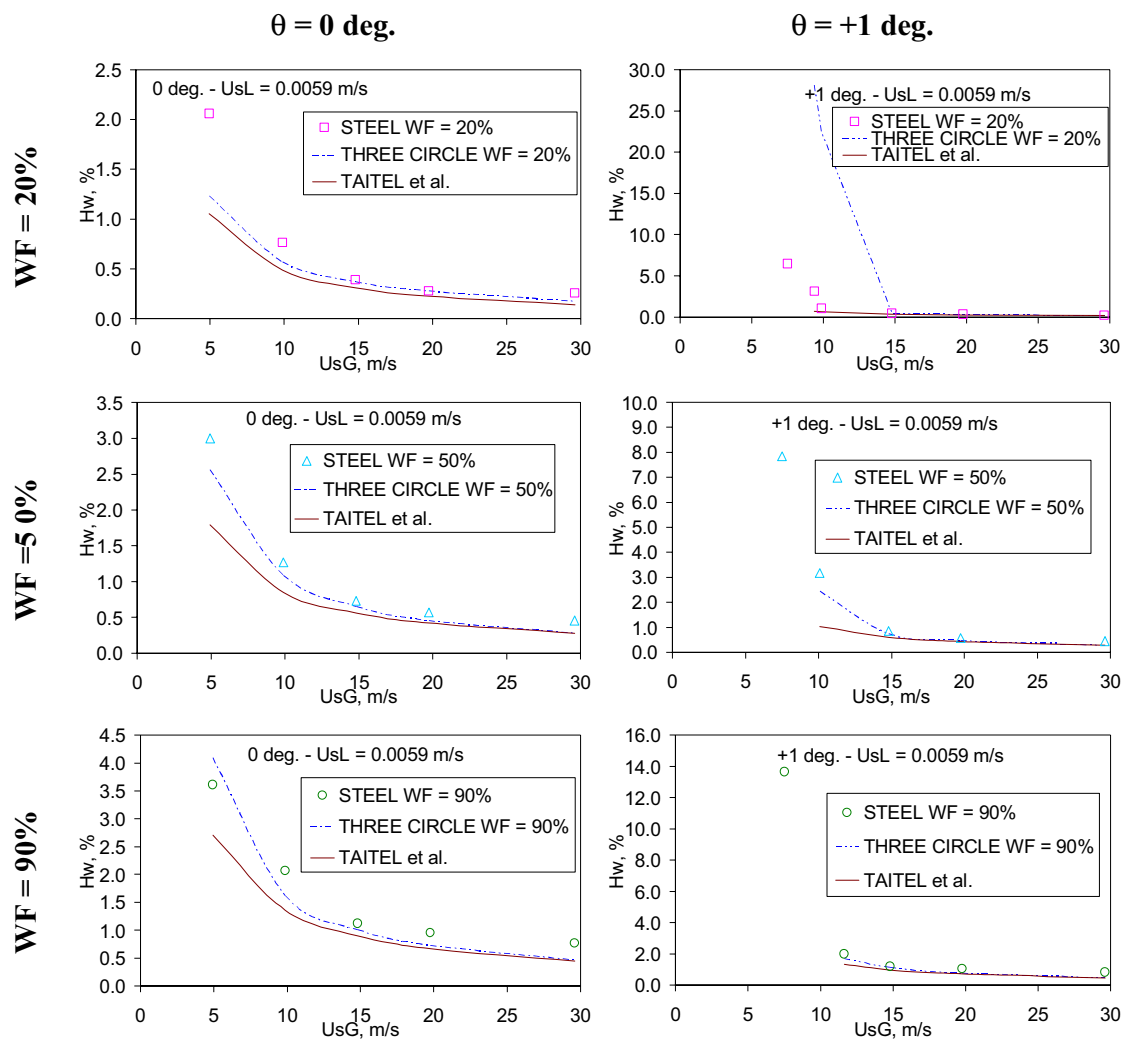 θ = 0 deg.
θ = +1 deg.
WF = 20%
0 deg. - UsL = 0.0059 m/s
STEEL WF = 20%
THREE CIRCLE WF = 20%
TAITEL et al.
Hw, %
2.5
2.0
1.5
1.0
0.5
0.0
0 5 10 15 20 25 30
UsG, m/s
+1 deg. - UsL = 0.0059 m/s
STEEL WF = 20%
THREE CIRCLE WF = 20%
TAITEL et al.
Hw, %
30.0
25.0
20.0
15.0
10.0
5.0
0.0
0 5 10 15 20 25 30
UsG, m/s
WF =5 0%
0 deg. - UsL = 0.0059 m/s
STEEL WF = 50%
THREE CIRCLE WF = 50%
TAITEL et al.
Hw, %
3.5
3.0
2.5
2.0
1.5
1.0
0.5
0.0
0 5 10 15 20 25 30
UsG, m/s
+1 deg. - UsL = 0.0059 m/s
STEEL WF = 50%
THREE CIRCLE WF = 50%
TAITEL et al.
Hw, %
10.0
9.0
8.0
7.0
6.0
5.0
4.0
3.0
2.0
1.0
0.0
0 5 10 15 20 25 30
UsG, m/s
WF = 90%
0 deg. - UsL = 0.0059 m/s
STEEL WF = 90%
THREE CIRCLE WF = 90%
TAITEL et al.
Hw, %
4.5
4.0
3.5
3.0
2.5
2.0
1.5
1.0
0.5
0.0
0 5 10 15 20 25 30
UsG, m/s
+1 deg. - UsL = 0.0059 m/s
STEEL WF = 90%
THREE CIRCLE WF = 90%
TAITEL et al.
Hw, %
16.0
14.0
12.0
10.0
8.0
6.0
4.0
2.0
0.0
0 5 10 15 20 25 30
UsG, m/s